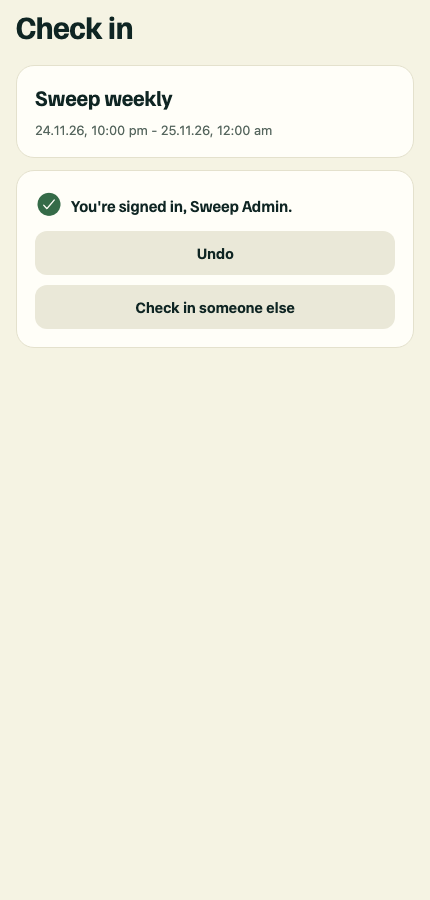 Check in
Sweep weekly
24.11.26, 10:00 pm - 25.11.26, 12:00 am
You're signed in, Sweep Admin.
Undo
Check in someone else